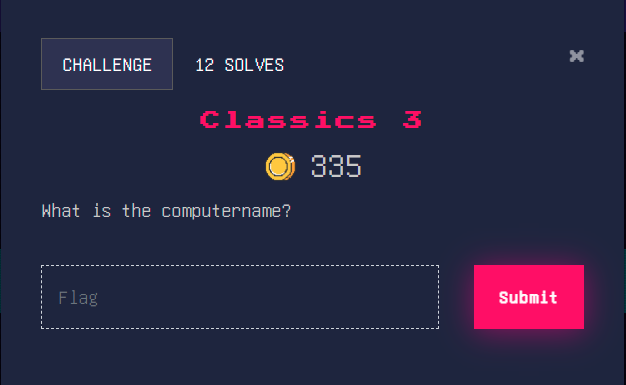 CHALLENGE 12 SOLVES
Classics 3
335
What is the computername?
Flag Submit